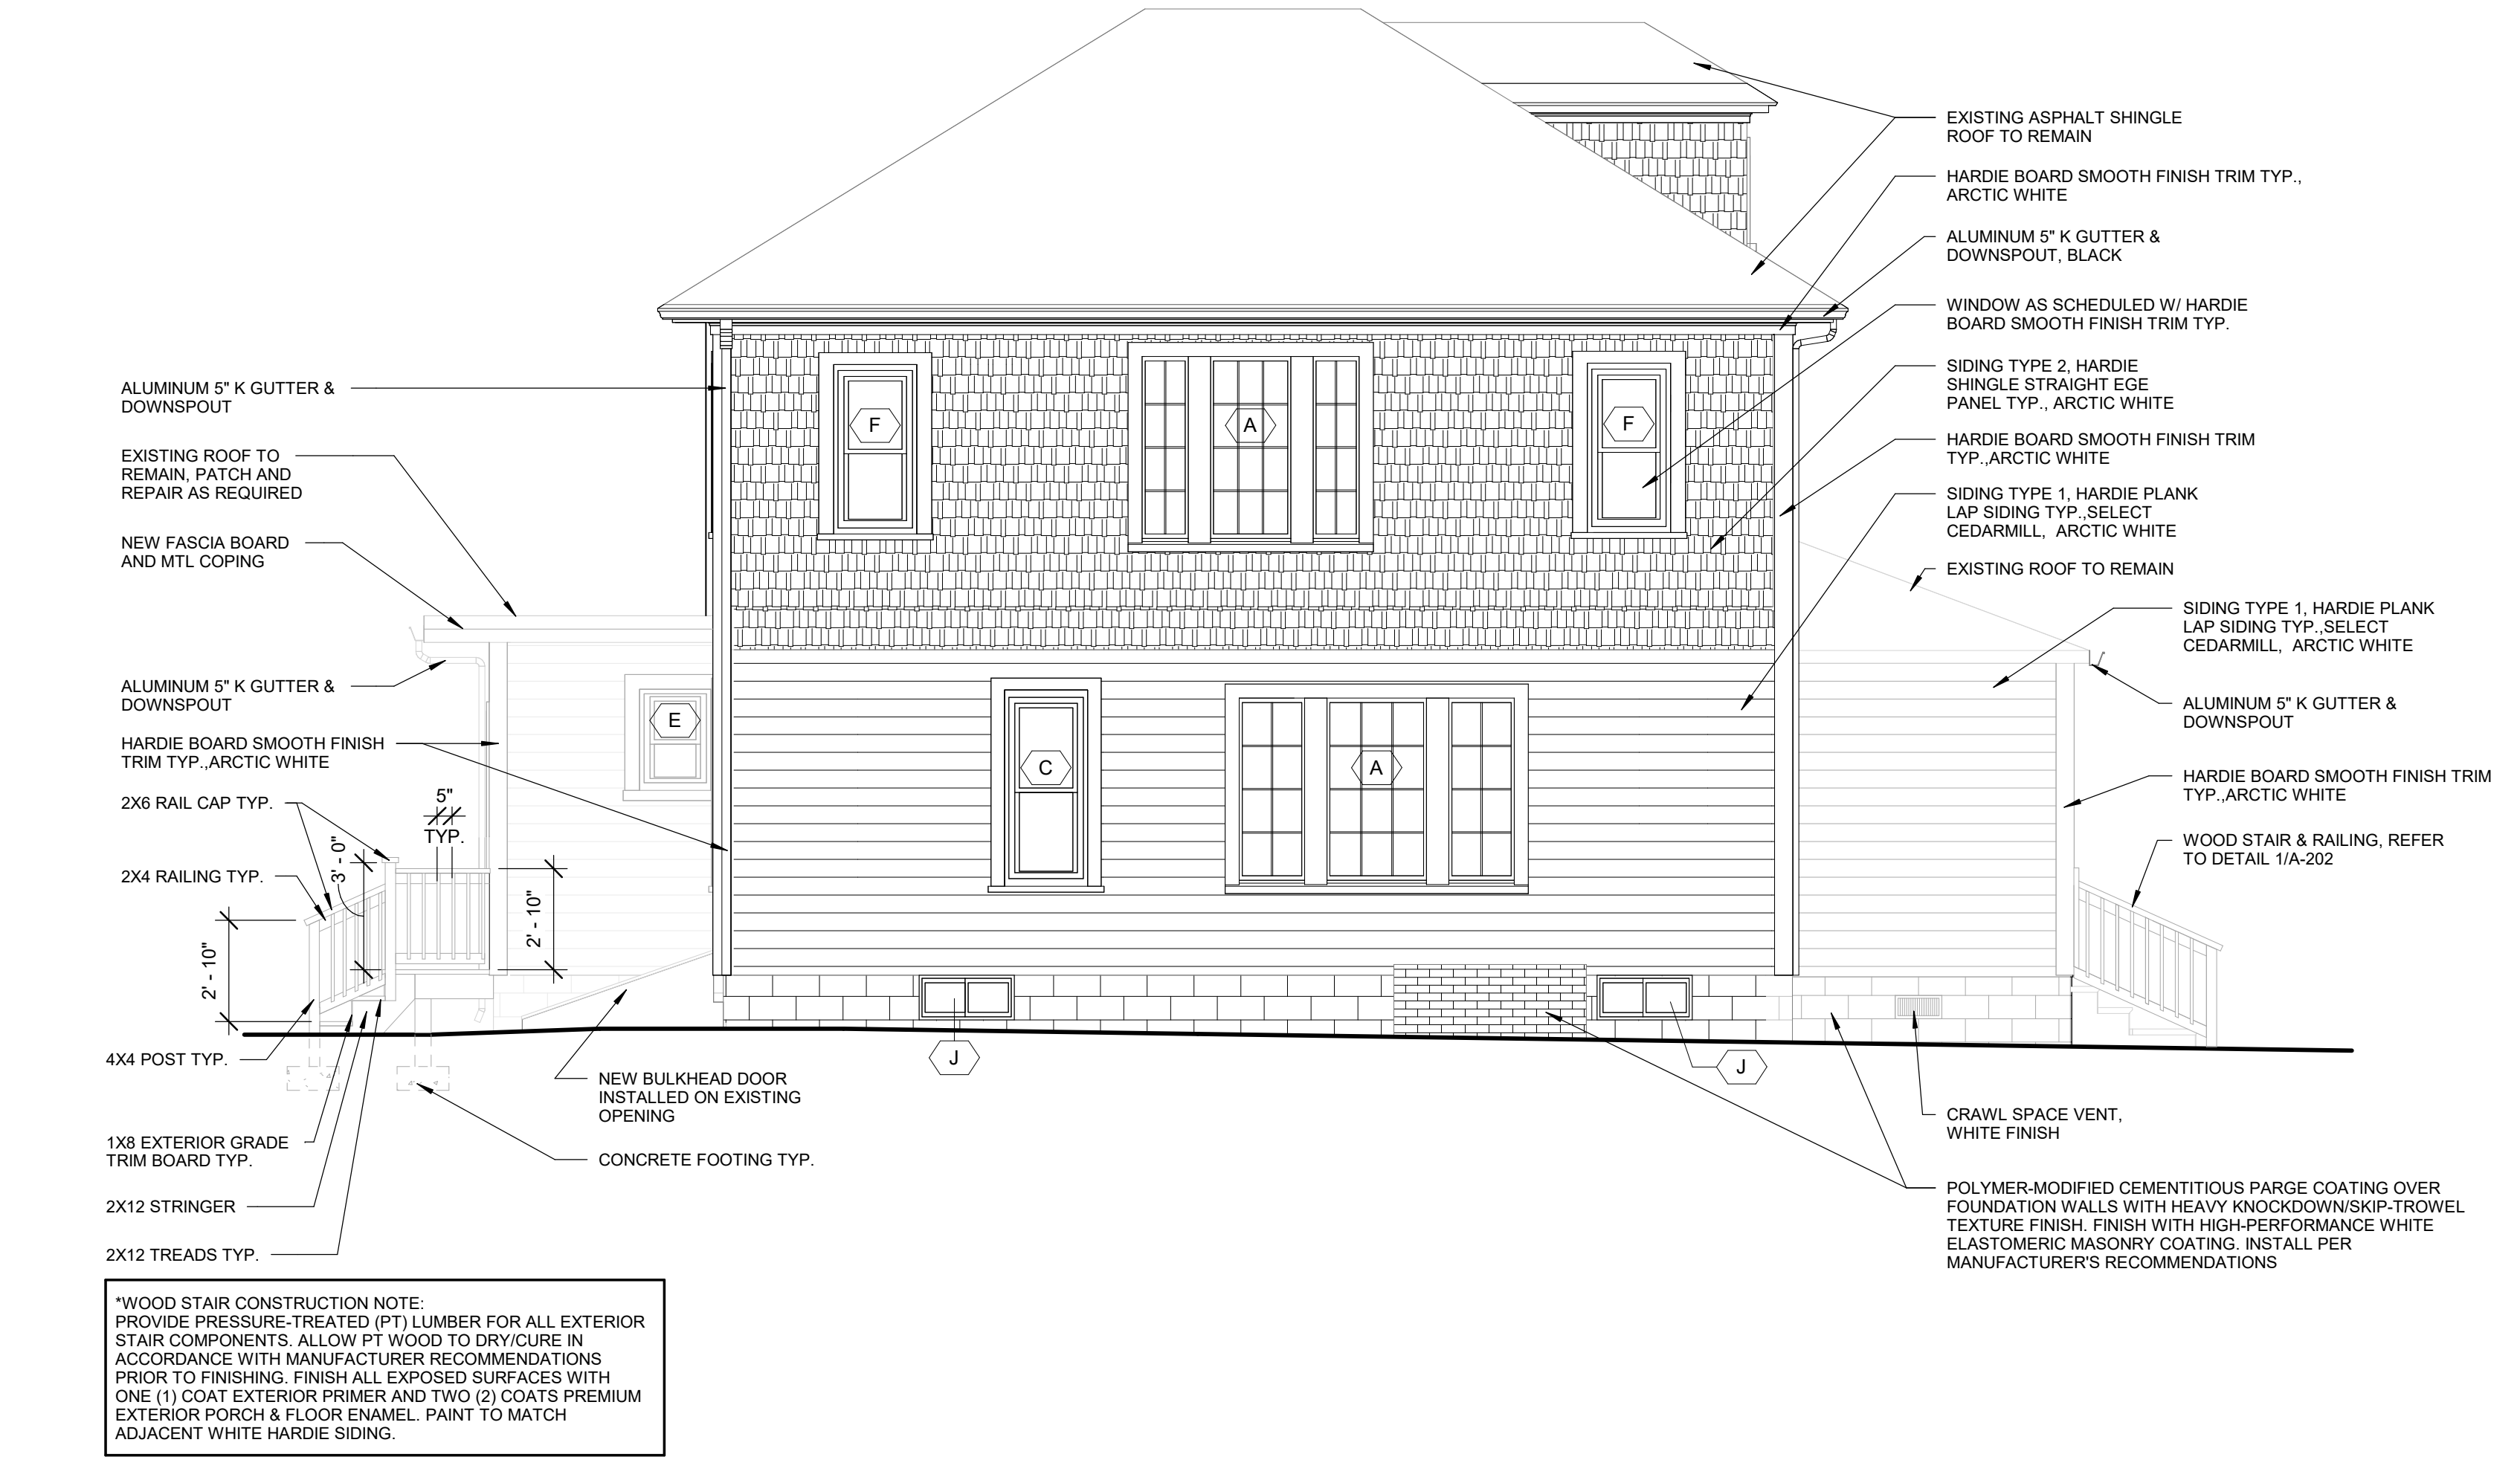 ALUMINUM 5" K GUTTER &
DOWNSPOUT
EXISTING ROOF TO
REMAIN, PATCH AND
REPAIR AS REQUIRED
NEW FASCIA BOARD
AND MTL COPING
ALUMINUM 5" K GUTTER &
DOWNSPOUT
HARDIE BOARD SMOOTH FINISH
TRIM TYP.,ARCTIC WHITE
2X6 RAIL CAP TYP.
2X4 RAILING TYP.
5"
TYP.
3' - 0"
2' - 10"
2' - 10"
4X4 POST TYP.
1X8 EXTERIOR GRADE
TRIM BOARD TYP.
2X12 STRINGER
2X12 TREADS TYP.
F
A
F
E
C
A
J
J
NEW BULKHEAD DOOR
INSTALLED ON EXISTING
OPENING
CONCRETE FOOTING TYP.
EXISTING ASPHALT SHINGLE
ROOF TO REMAIN
HARDIE BOARD SMOOTH FINISH TRIM TYP.,
ARCTIC WHITE
ALUMINUM 5" K GUTTER &
DOWNSPOUT, BLACK
WINDOW AS SCHEDULED W/ HARDIE
BOARD SMOOTH FINISH TRIM TYP.
SIDING TYPE 2, HARDIE
SHINGLE STRAIGHT EGE
PANEL TYP., ARCTIC WHITE
HARDIE BOARD SMOOTH FINISH TRIM
TYP.,ARCTIC WHITE
SIDING TYPE 1, HARDIE PLANK
LAP SIDING TYP.,SELECT
CEDARMILL, ARCTIC WHITE
EXISTING ROOF TO REMAIN
SIDING TYPE 1, HARDIE PLANK
LAP SIDING TYP.,SELECT
CEDARMILL, ARCTIC WHITE
ALUMINUM 5" K GUTTER &
DOWNSPOUT
HARDIE BOARD SMOOTH FINISH TRIM
TYP.,ARCTIC WHITE
WOOD STAIR & RAILING, REFER
TO DETAIL 1/A-202
CRAWL SPACE VENT,
WHITE FINISH
POLYMER-MODIFIED CEMENTITIOUS PARGE COATING OVER
FOUNDATION WALLS WITH HEAVY KNOCKDOWN/SKIP-TROWEL
TEXTURE FINISH. FINISH WITH HIGH-PERFORMANCE WHITE
ELASTOMERIC MASONRY COATING. INSTALL PER
MANUFACTURER'S RECOMMENDATIONS
*WOOD STAIR CONSTRUCTION NOTE:
PROVIDE PRESSURE-TREATED (PT) LUMBER FOR ALL EXTERIOR
STAIR COMPONENTS. ALLOW PT WOOD TO DRY/CURE IN
ACCORDANCE WITH MANUFACTURER RECOMMENDATIONS
PRIOR TO FINISHING. FINISH ALL EXPOSED SURFACES WITH
ONE (1) COAT EXTERIOR PRIMER AND TWO (2) COATS PREMIUM
EXTERIOR PORCH & FLOOR ENAMEL. PAINT TO MATCH
ADJACENT WHITE HARDIE SIDING.